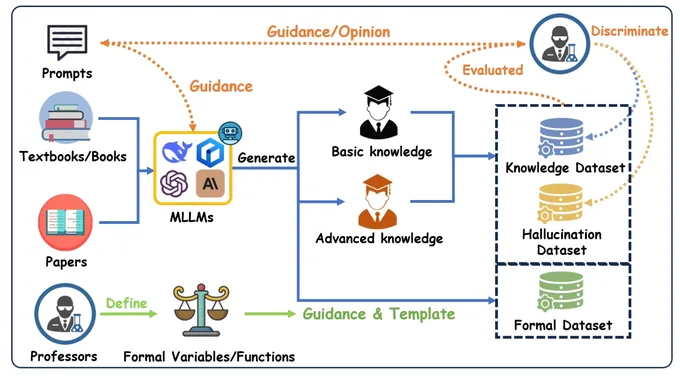 Guidance/Opinion
Discriminate
Prompts
Guidance
Evaluated
Textbooks/Books
Generate
Basic knowledge
Knowledge Dataset
MLLMs
Advanced knowledge
Hallucination
Dataset
Papers
Define
Guidance & Template
Formal Dataset
Professors
Formal Variables/Functions